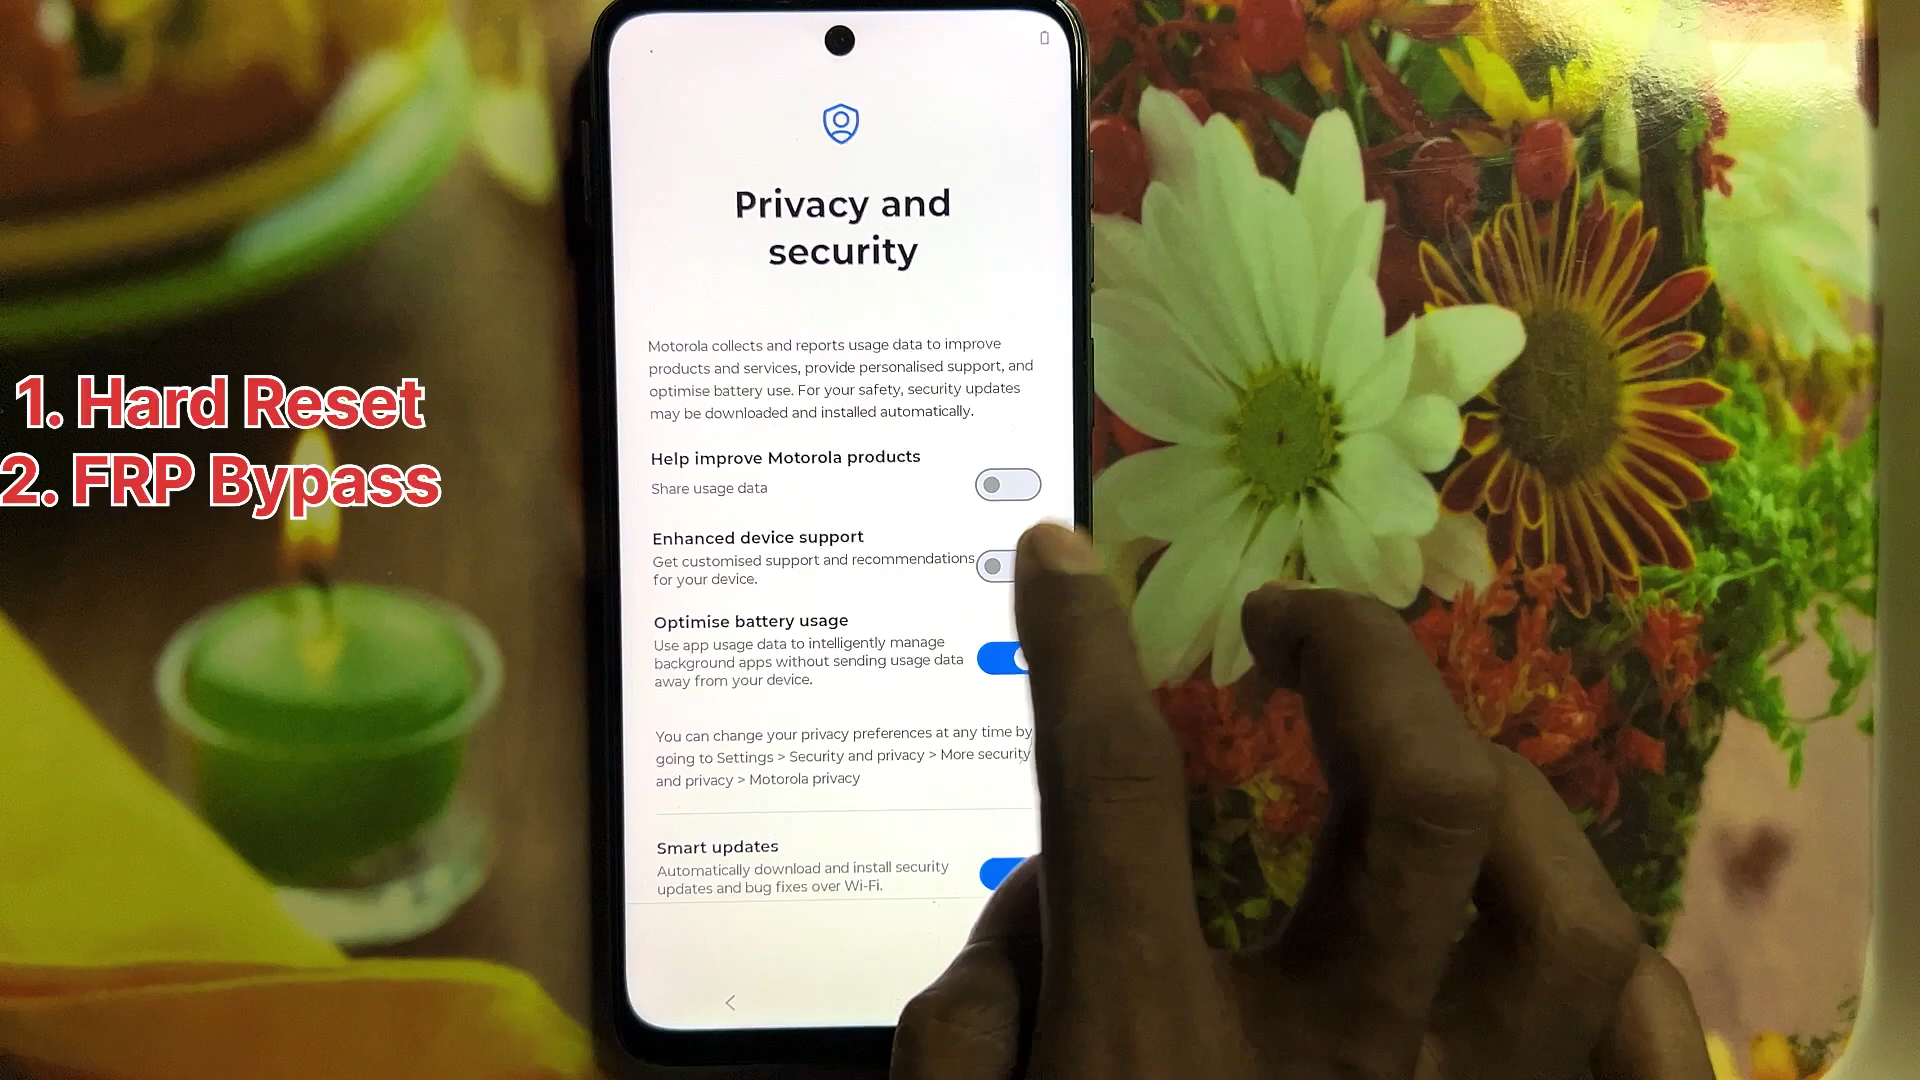 1. Hard Reset
2. FRP Bypass
Privacy and
security
Motorola collects and reports usage data to improve
products and services, provide personalised support, and
optimise battery use. For your safety, security updates
may be downloaded and installed automatically.
Help improve Motorola products
Share usage data
Enhanced device support
Get customised support and recommendations
for your device.
Optimise battery usage
Use app usage data to intelligently manage
background apps without sending usage data
away from your device.
You can change your privacy preferences at any time by
going to Settings > Security and privacy > More security
and privacy > Motorola privacy
Smart updates
Automatically download and install security
updates and bug fixes over Wi-Fi.